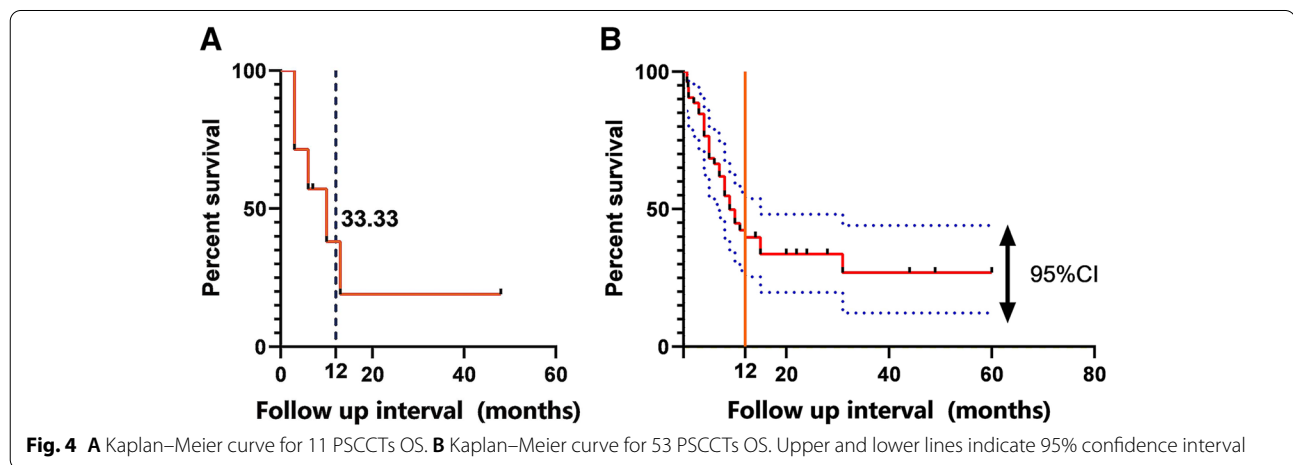 A
B
100
50
0
Percent survival
33.33
0
12
20
40
60
Follow up interval (months)
100
50
0
Percent survival
95%CI
12
20
40
60
80
Follow up interval (months)
Fig. 4 A Kaplan–Meier curve for 11 PSCCTs OS. B Kaplan–Meier curve for 53 PSCCTs OS. Upper and lower lines indicate 95% confidence interval